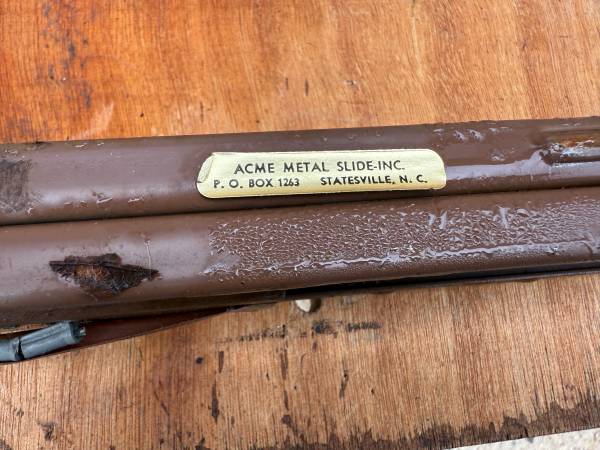 ACME METAL SLIDE-INC.
P. O. BOX 1263 STATESVILLE, N. C.